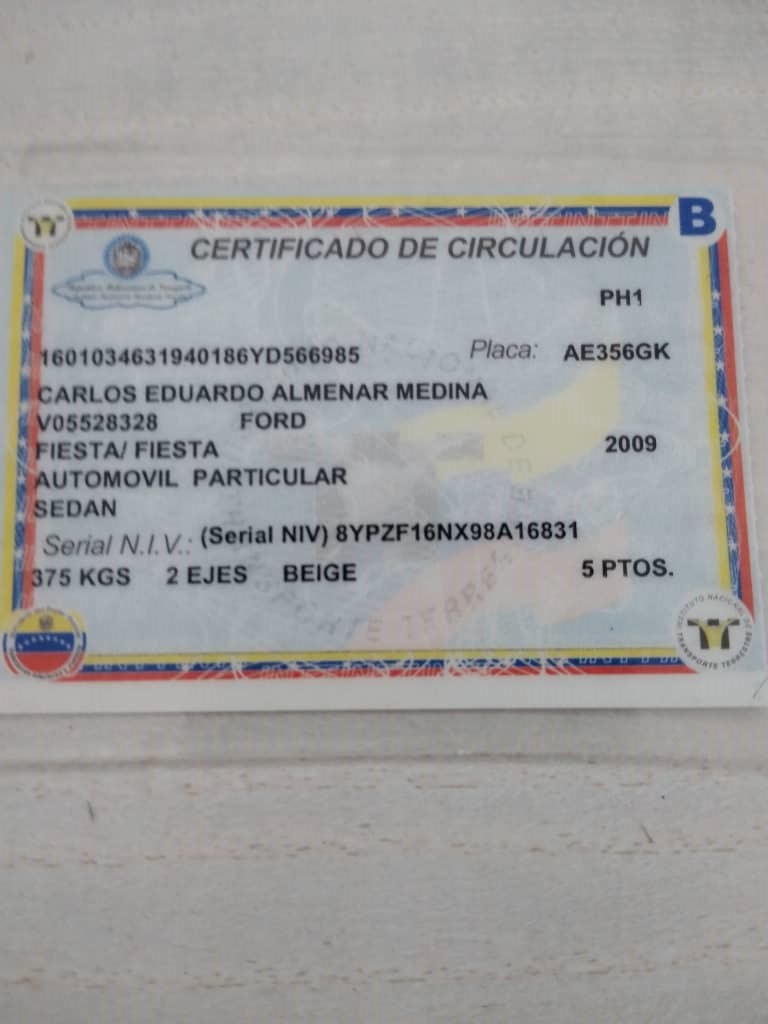 B
CERTIFICADO DE CIRCULACIÓN
PH1
1601034631940186YD566985 Placa: AE356GK
CARLOS EDUARDO ALMENAR MEDINA
V05528328 FORD
FIESTA/ FIESTA 2009
AUTOMOVIL PARTICULAR
SEDAN
Serial N.I.V.: (Serial NIV) 8YPZF16NX98A16831
375 KGS 2 EJES BEIGE 5 PTOS.
INSTITUTO NACIONAL DE TRANSPORTE TERRESTRE